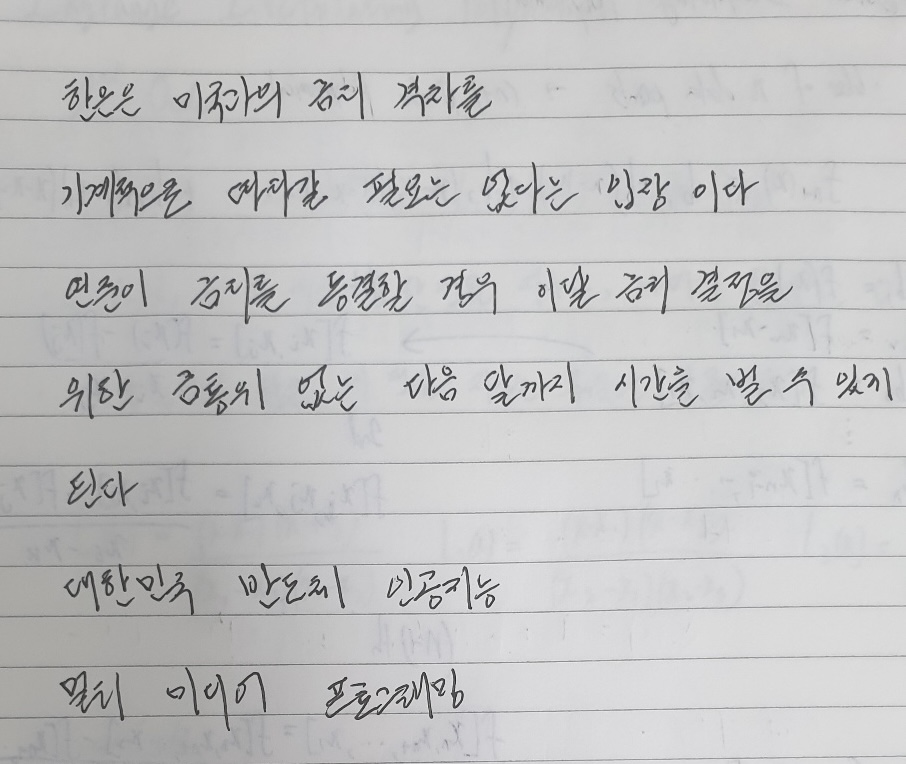 한은은 미국과의 금리 격차를
기계적으로 따라갈 필요는 없다는 입장 이다
연준이 금리를 동결할 경우 이달 금리 결정을
위한 금통위 없는 다음 달까지 시간을 벌 수 있게
된다
대한민국 반도체 인공지능
멀티 미디어 프로그래밍